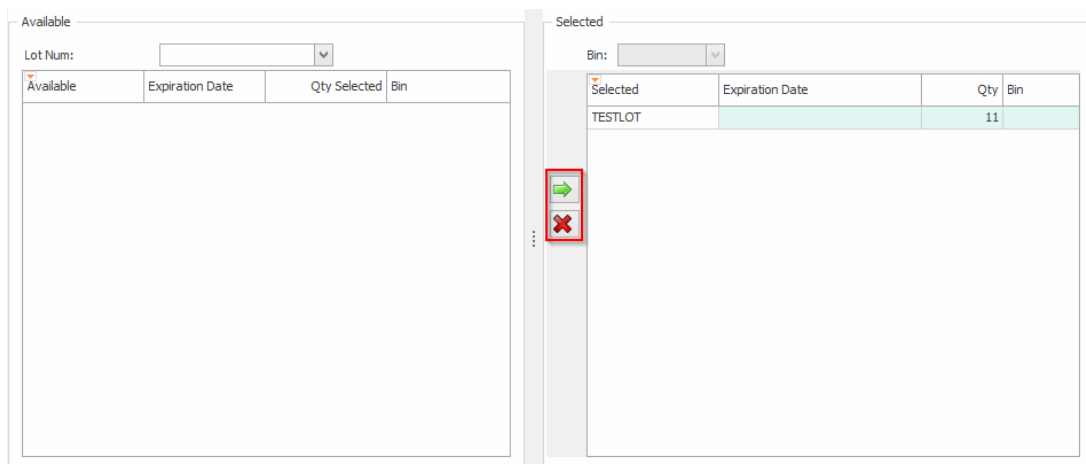 Available
Lot Num:
Available Expiration Date Qty Selected Bin
Selected
Bin:
Selected Expiration Date Qty Bin
TESTLOT 11